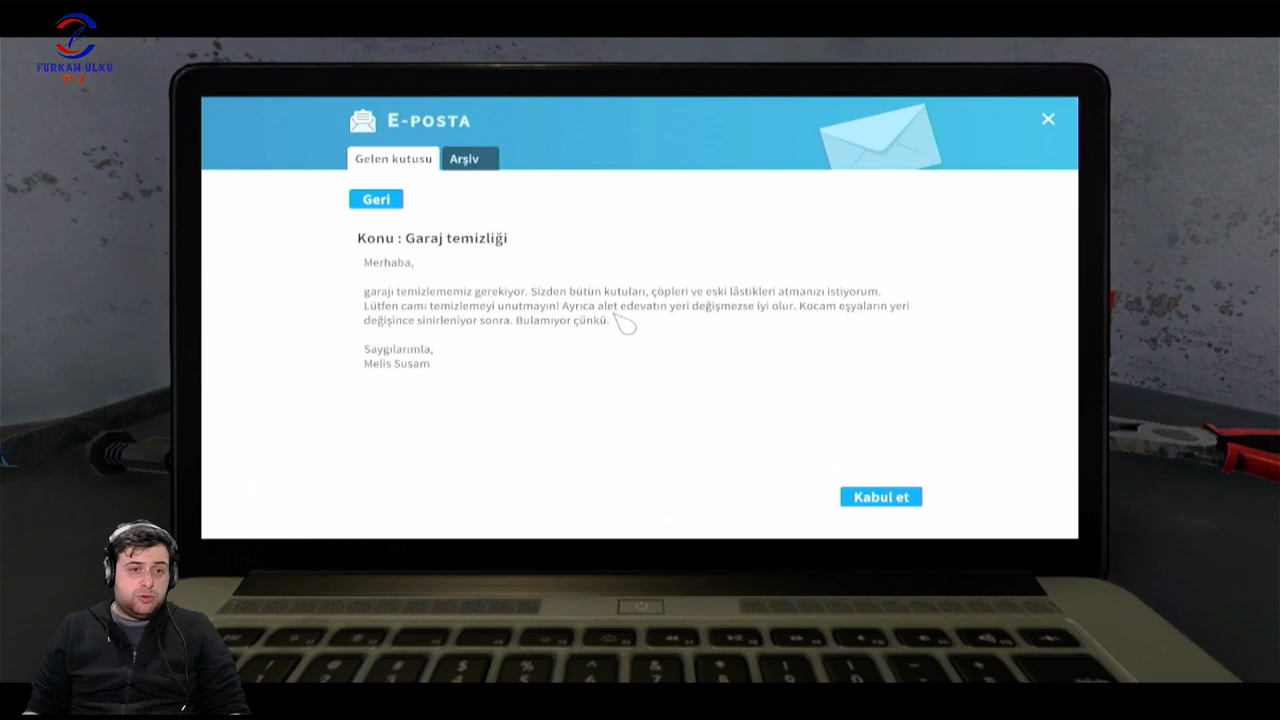 FURKAN ÜLKÜ
TV
E-POSTA
Gelen kutusu
Arşiv
Geri
Konu : Garaj temizliği
Merhaba,
garajı temizlememiz gerekiyor. Sizden bütün kutuları, çöpleri ve eski lâstikleri atmanızı istiyorum.
Lütfen camı temizlemeyi unutmayın! Ayrıca alet edevatın yeri değişmezse iyi olur. Kocam eşyaların yeri
değişince sinirleniyor sonra. Bulamıyor çünkü.
Saygılarımla,
Melis Susam
Kabul et